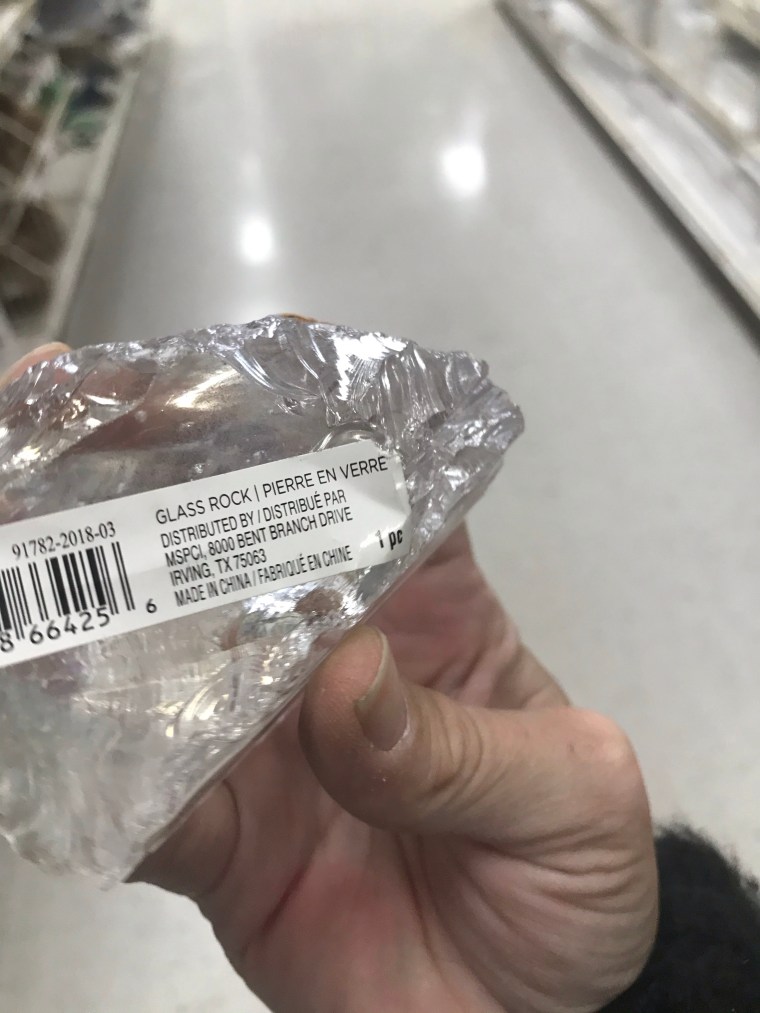 91782-2018-03
8 66425 6
GLASS ROCK | PIERRE EN VERRE
DISTRIBUTED BY / DISTRIBUÉ PAR
MSPCI, 8000 BENT BRANCH DRIVE
IRVING, TX 75063
MADE IN CHINA / FABRIQUÉ EN CHINE
1 pc